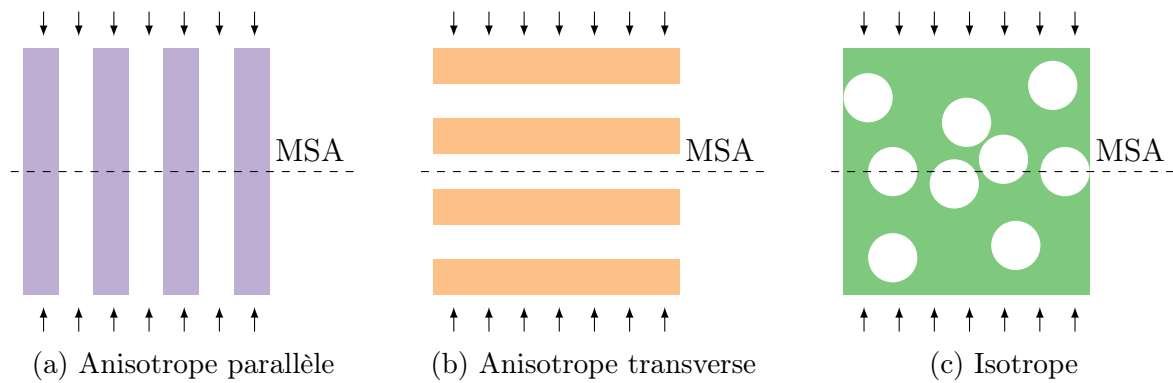 MSA
MSA
MSA
(a) Anisotrope parallèle
(b) Anisotrope transverse
(c) Isotrope